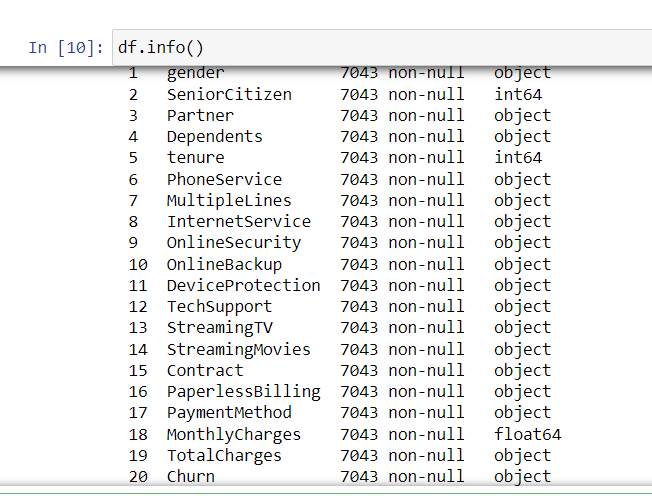 In [10]: df.info()
1 gender 7043 non-null object
2 SeniorCitizen 7043 non-null int64
3 Partner 7043 non-null object
4 Dependents 7043 non-null object
5 tenure 7043 non-null int64
6 PhoneService 7043 non-null object
7 MultipleLines 7043 non-null object
8 InternetService 7043 non-null object
9 OnlineSecurity 7043 non-null object
10 OnlineBackup 7043 non-null object
11 DeviceProtection 7043 non-null object
12 TechSupport 7043 non-null object
13 StreamingTV 7043 non-null object
14 StreamingMovies 7043 non-null object
15 Contract 7043 non-null object
16 PaperlessBilling 7043 non-null object
17 PaymentMethod 7043 non-null object
18 MonthlyCharges 7043 non-null float64
19 TotalCharges 7043 non-null object
20 Churn 7043 non-null object